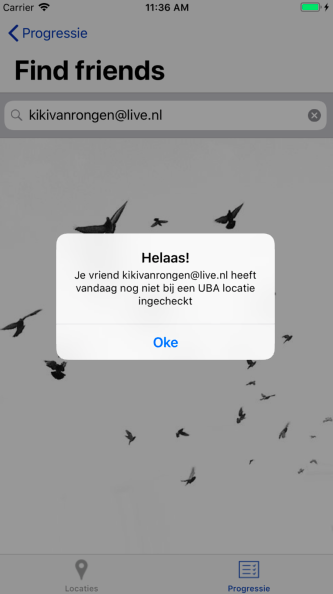 Carrier 11:36 AM
Progressie
Find friends
kikivanrongen@live.nl
Helaas!
Je vriend kikivanrongen@live.nl heeft
vandaag nog niet bij een UBA locatie
ingecheckt
Oke
Locaties Progressie